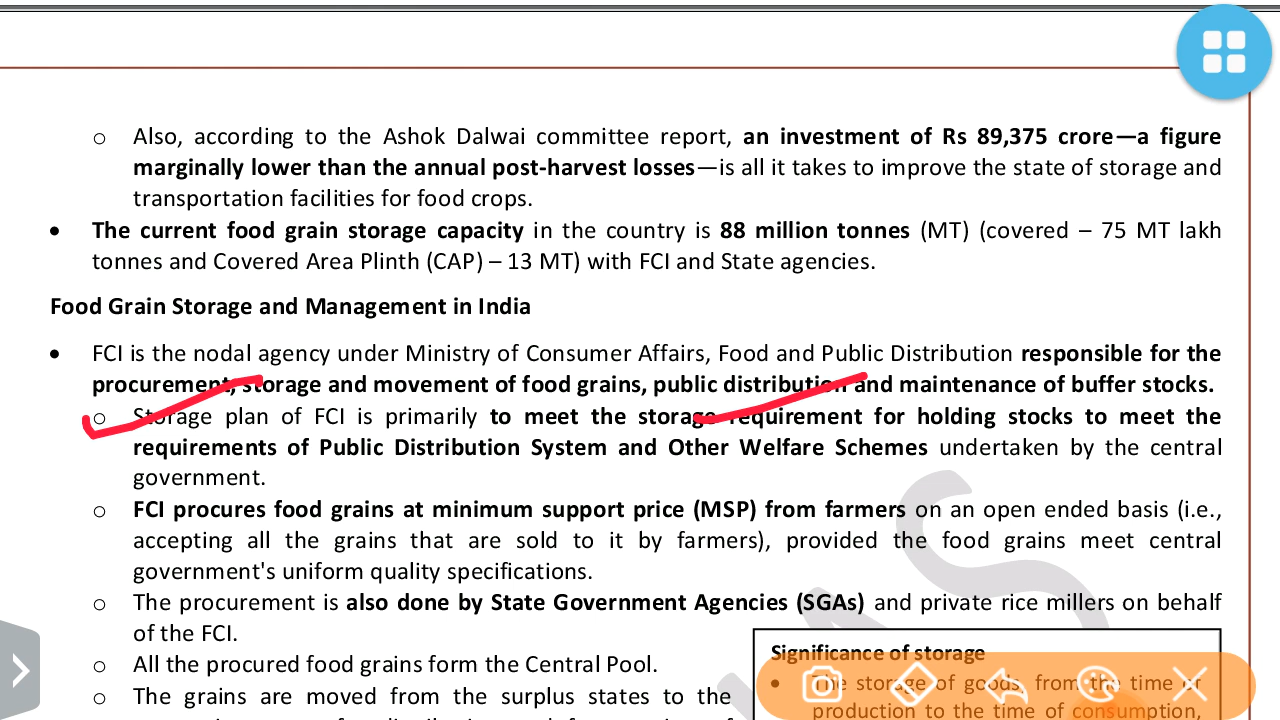 o Also, according to the Ashok Dalwai committee report, an investment of Rs 89,375 crore—a figure
marginally lower than the annual post-harvest losses—is all it takes to improve the state of storage and
transportation facilities for food crops.
• The current food grain storage capacity in the country is 88 million tonnes (MT) (covered – 75 MT lakh
tonnes and Covered Area Plinth (CAP) – 13 MT) with FCI and State agencies.
Food Grain Storage and Management in India
• FCI is the nodal agency under Ministry of Consumer Affairs, Food and Public Distribution responsible for the
procurement, storage and movement of food grains, public distribution and maintenance of buffer stocks.
o Storage plan of FCI is primarily to meet the storage requirement for holding stocks to meet the
requirements of Public Distribution System and Other Welfare Schemes undertaken by the central
government.
o FCI procures food grains at minimum support price (MSP) from farmers on an open ended basis (i.e.,
accepting all the grains that are sold to it by farmers), provided the food grains meet central
government's uniform quality specifications.
o The procurement is also done by State Government Agencies (SGAs) and private rice millers on behalf
of the FCI.
o All the procured food grains form the Central Pool.
o The grains are moved from the surplus states to the
Significance of storage
• The storage of goods, from the time of
production to the time of consumption,